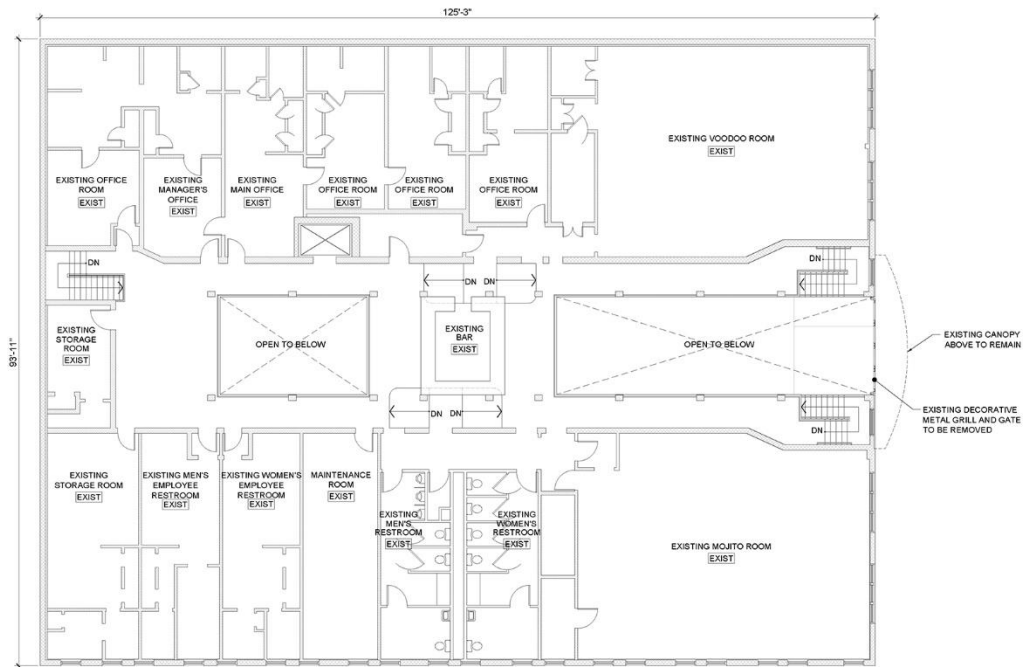 125'-3"
93'-11"
EXISTING VOODOO ROOM
EXIST
EXISTING OFFICE
ROOM
EXIST
EXISTING
MANAGER'S
OFFICE
EXIST
EXISTING
MAIN OFFICE
EXIST
EXISTING
OFFICE ROOM
EXIST
EXISTING
OFFICE ROOM
EXIST
EXISTING
OFFICE ROOM
EXIST
DN
DN
DN
DN
EXISTING
STORAGE
ROOM
EXIST
OPEN TO BELOW
EXISTING
BAR
EXIST
OPEN TO BELOW
EXISTING CANOPY
ABOVE TO REMAIN
EXISTING DECORATIVE
METAL GRILL AND GATE
TO BE REMOVED
DN
DN
DN
EXISTING
STORAGE ROOM
EXIST
EXISTING MEN'S
EMPLOYEE
RESTROOM
EXIST
EXISTING WOMEN'S
EMPLOYEE
RESTROOM
EXIST
MAINTENANCE
ROOM
EXIST
EXISTING
MEN'S
RESTROOM
EXIST
EXISTING
WOMEN'S
RESTROOM
EXIST
EXISTING MOJITO ROOM
EXIST